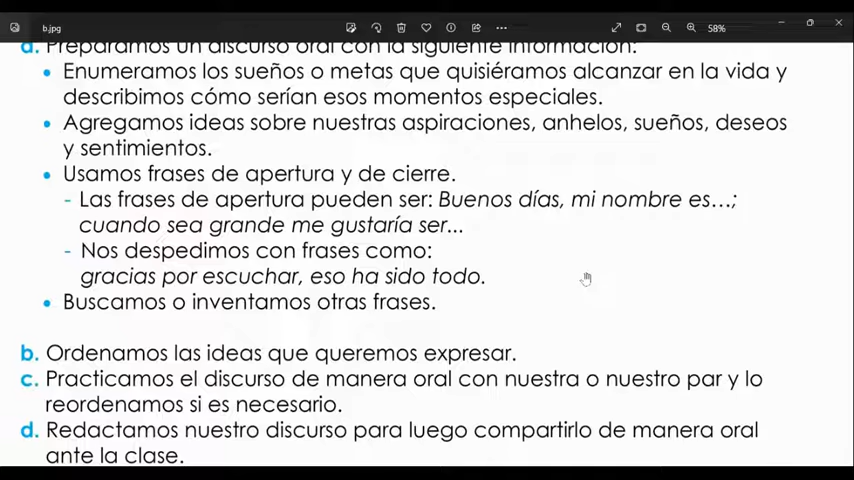 b.jpg
58%
a. Preparamos un discurso oral con la siguiente información:
• Enumeramos los sueños o metas que quisiéramos alcanzar en la vida y
describimos cómo serían esos momentos especiales.
• Agregamos ideas sobre nuestras aspiraciones, anhelos, sueños, deseos
y sentimientos.
• Usamos frases de apertura y de cierre.
- Las frases de apertura pueden ser: Buenos días, mi nombre es...;
cuando sea grande me gustaría ser...
- Nos despedimos con frases como:
gracias por escuchar, eso ha sido todo.
• Buscamos o inventamos otras frases.
b. Ordenamos las ideas que queremos expresar.
c. Practicamos el discurso de manera oral con nuestra o nuestro par y lo
reordenamos si es necesario.
d. Redactamos nuestro discurso para luego compartirlo de manera oral
ante la clase.